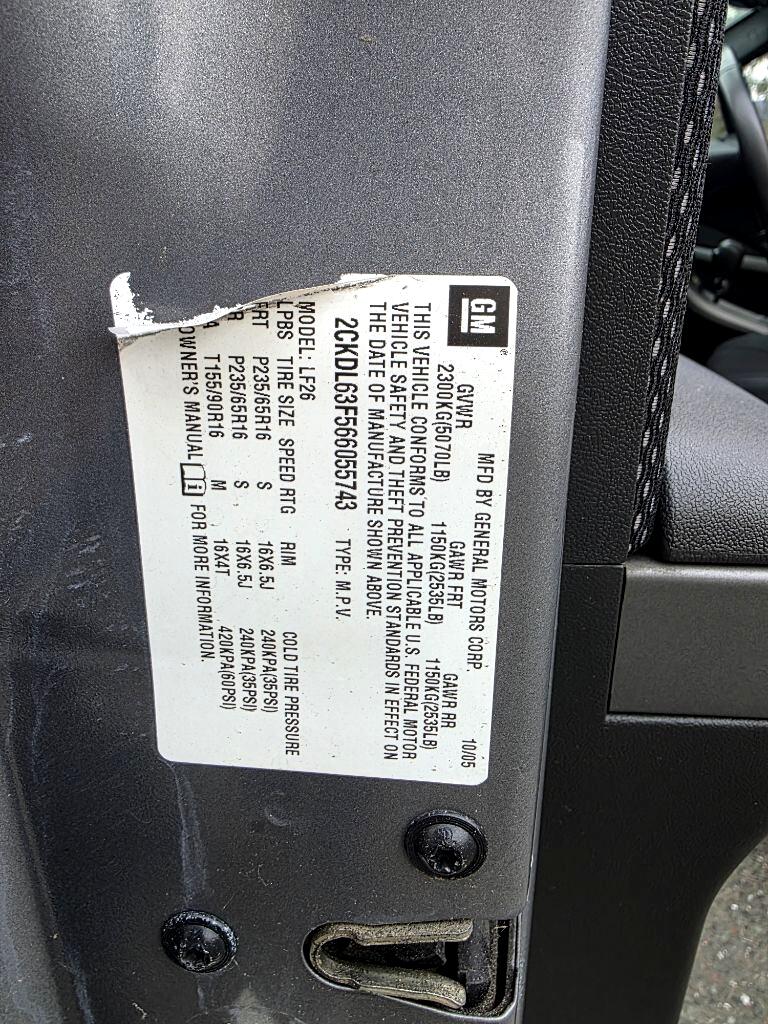 GM®
MFD BY GENERAL MOTORS CORP. 10/05
GVWR GAWR FRT GAWR RR
2300KG(5070LB) 1150KG(2535LB) 1150KG(2535LB)
THIS VEHICLE CONFORMS TO ALL APPLICABLE U.S. FEDERAL MOTOR
VEHICLE SAFETY AND THEFT PREVENTION STANDARDS IN EFFECT ON
THE DATE OF MANUFACTURE SHOWN ABOVE.
2CKDL63F566055743 TYPE: M.P.V.
MODEL: LF26
LPBS TIRE SIZE SPEED RTG RIM COLD TIRE PRESSURE
FRT P235/65R16 S 16X6.5J 240KPA(35PSI)
P235/65R16 S 16X6.5J 240KPA(35PSI)
T155/90R16 M 16X4T 420KPA(60PSI)
OWNER'S MANUAL FOR MORE INFORMATION.